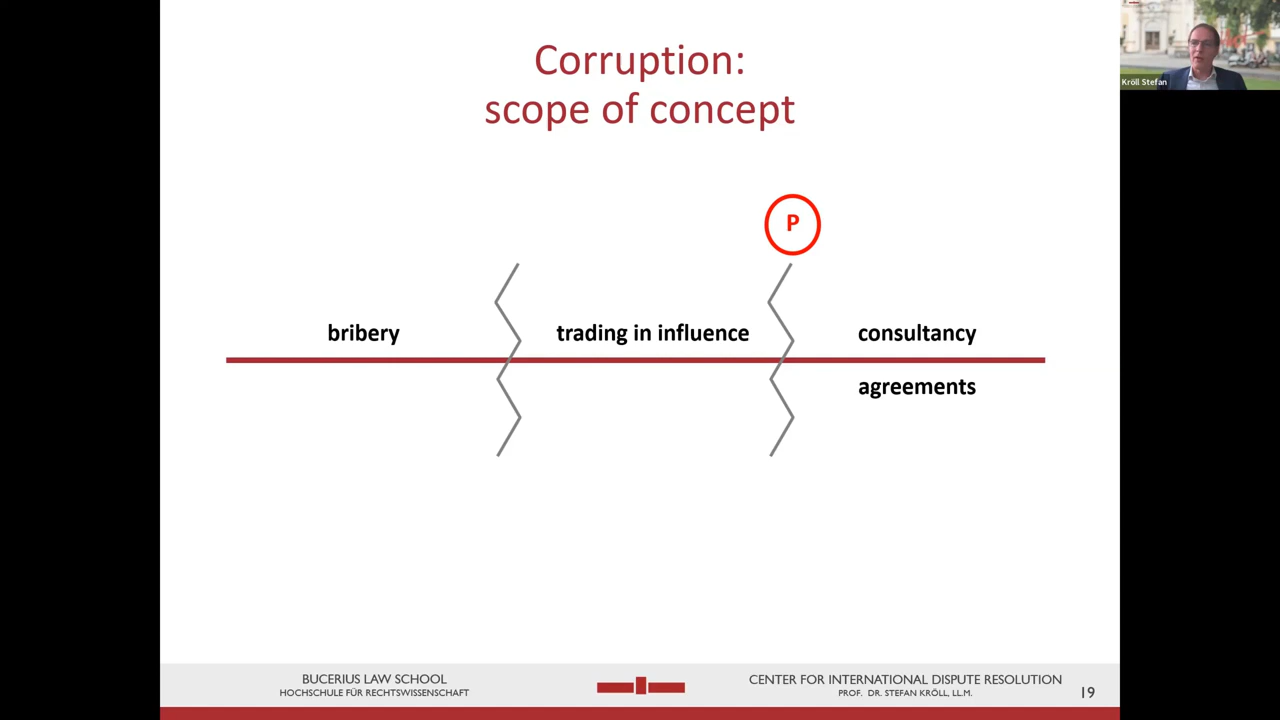 Corruption:
scope of concept
Kröll Stefan
P
bribery
trading in influence
consultancy
agreements
BUCERIUS LAW SCHOOL
HOCHSCHULE FÜR RECHTSWISSENSCHAFT
CENTER FOR INTERNATIONAL DISPUTE RESOLUTION
PROF. DR. STEFAN KRÖLL, LL.M.
19